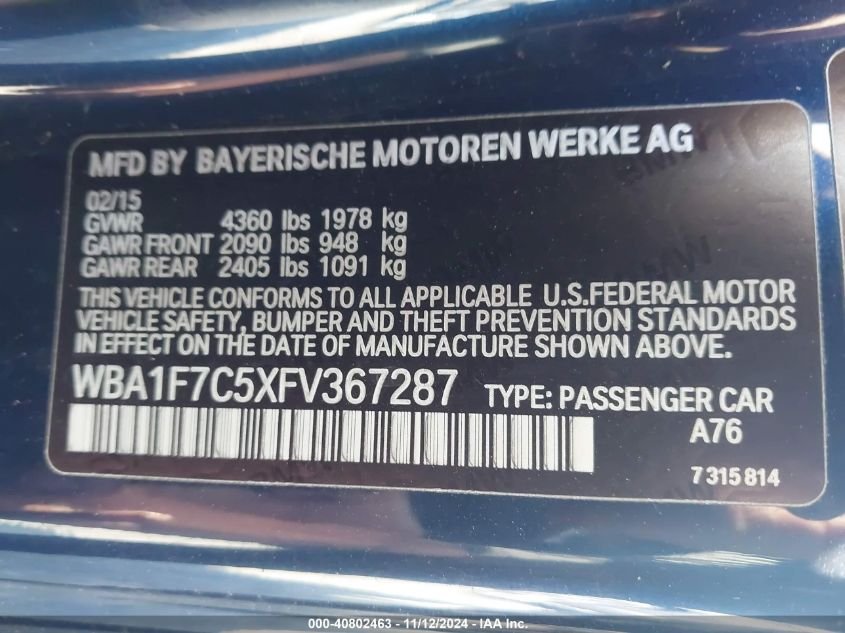 MFD BY BAYERISCHE MOTOREN WERKE AG
02/15
GVWR 4360 lbs 1978 kg
GAWR FRONT 2090 lbs 948 kg
GAWR REAR 2405 lbs 1091 kg
THIS VEHICLE CONFORMS TO ALL APPLICABLE U.S.FEDERAL MOTOR
VEHICLE SAFETY, BUMPER AND THEFT PREVENTION STANDARDS
IN EFFECT ON THE DATE OF MANUFACTURE SHOWN ABOVE.
WBA1F7C5XFV367287 TYPE: PASSENGER CAR
A76
7315814
000-40802463 - 11/12/2024 - IAA Inc.